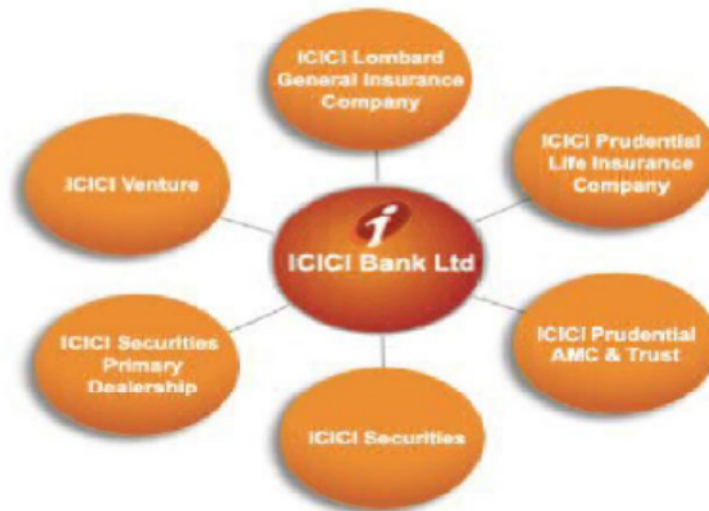 ICICI Lombard
General Insurance
Company
ICICI Prudential
Life Insurance
Company
ICICI Venture
i
ICICI Bank Ltd
ICICI Prudential
AMC & Trust
ICICI Securities
Primary
Dealership
ICICI Securities